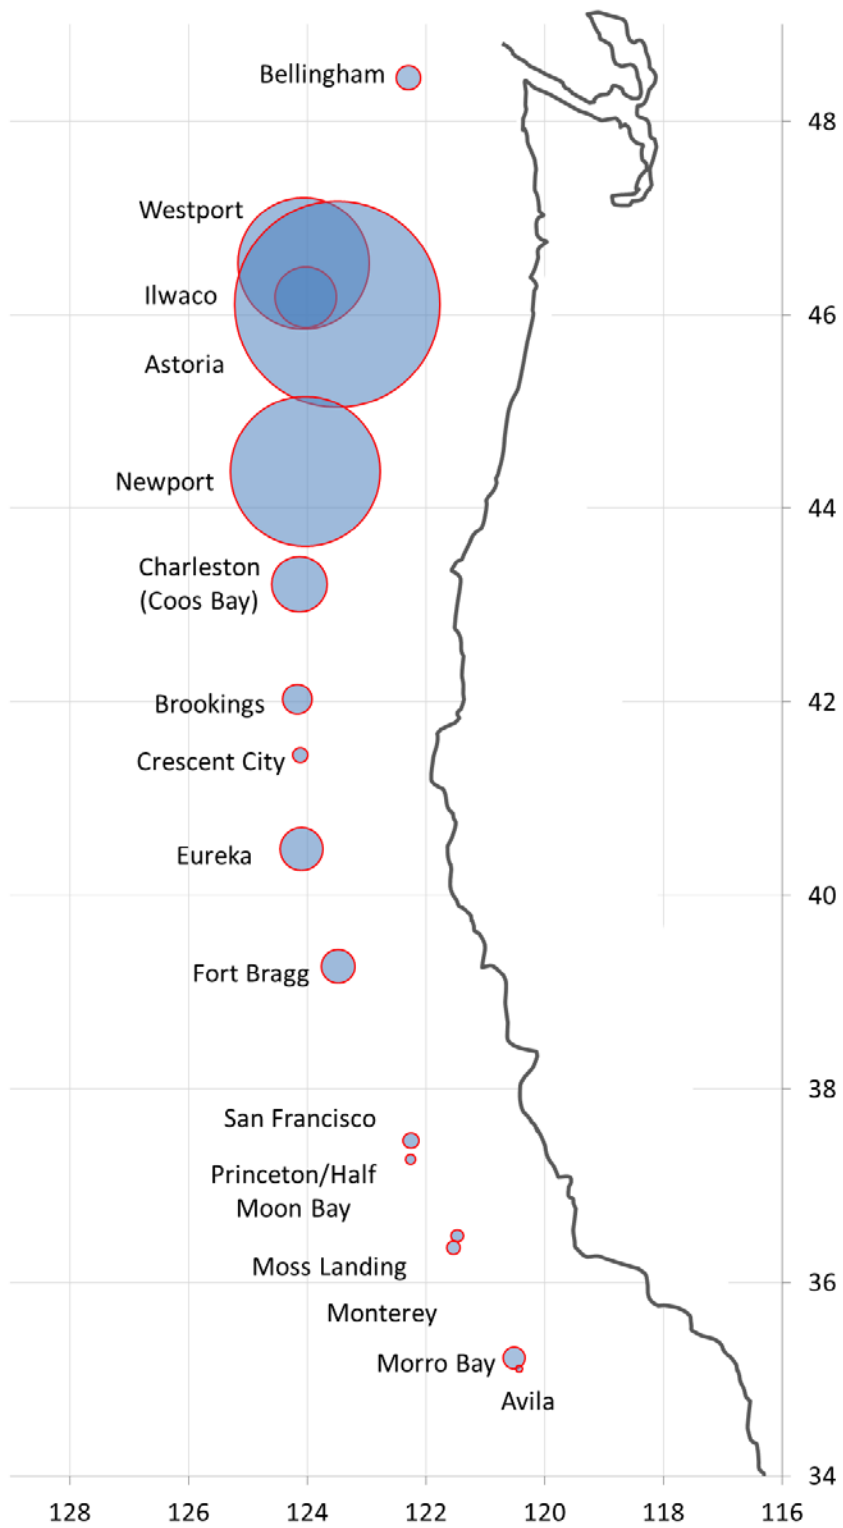 Bellingham
48
Westport
Ilwaco
46
Astoria
Newport
44
Charleston
(Coos Bay)
Brookings
42
Crescent City
Eureka
40
Fort Bragg
38
San Francisco
Princeton/Half
Moon Bay
Moss Landing
36
Monterey
Morro Bay
Avila
34
128 126 124 122 120 118 116